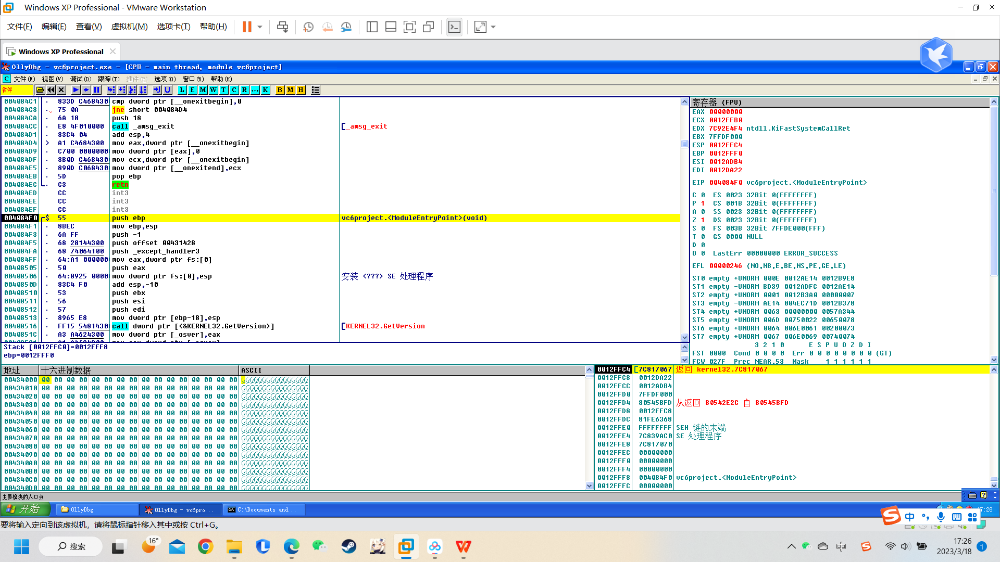 Windows XP Professional - VMware Workstation
文件(F) 编辑(E) 查看(V) 虚拟机(M) 选项卡(T) 帮助(H)
Windows XP Professional
OllyDbg - vc6project.exe - [CPU - main thread, module vc6project]
C 文件(F) 视图(V) 调试(D) 跟踪(T) 插件(P) 选项(O) 窗口(W) 帮助(H)
暂停 L E M W T C R ... K B M H
004084C1 . 833D C4684300 cmp dword ptr [__onexitbegin],0
004084C8 . 75 0A jne short 004084D4
004084CA . 6A 18 push 18
004084CC . E8 4F010000 call _amsg_exit [_amsg_exit
004084D1 . 83C4 04 add esp,4
004084D4 > A1 C4684300 mov eax,dword ptr [__onexitbegin]
004084D9 . C700 00000000 mov dword ptr [eax],0
004084DF . 8B0D C4684300 mov ecx,dword ptr [__onexitbegin]
004084E5 . 890D C0684300 mov dword ptr [__onexitend],ecx
004084EB . 5D pop ebp
004084EC . C3 retn
004084ED CC int3
004084EE CC int3
004084EF CC int3
004084F0 $ 55 push ebp vc6project.<ModuleEntryPoint>(void)
004084F1 . 8BEC mov ebp,esp
004084F3 . 6A FF push -1
004084F5 . 68 28144300 push offset 00431428
004084FA . 68 74064100 push _except_handler3
004084FF . 64:A1 0000000 mov eax,dword ptr fs:[0]
00408505 . 50 push eax
00408506 . 64:8925 00000 mov dword ptr fs:[0],esp 安装 <???> SE 处理程序
0040850D . 83C4 F0 add esp,-10
00408510 . 53 push ebx
00408511 . 56 push esi
00408512 . 57 push edi
00408513 . 8965 E8 mov dword ptr [ebp-18],esp
00408516 . FF15 54814300 call dword ptr [<&KERNEL32.GetVersion>] [KERNEL32.GetVersion
0040851C . A3 A4624300 mov dword ptr [_osver],eax
Stack [0012FFC0]=0012FFF8
ebp=0012FFF0
寄存器 (FPU)
EAX 00000000
ECX 0012FFB0
EDX 7C92E4F4 ntdll.KiFastSystemCallRet
EBX 7FFDF000
ESP 0012FFC4
EBP 0012FFF0
ESI 0012ADB4
EDI 0012DA22
EIP 004084F0 vc6project.<ModuleEntryPoint>
C 0 ES 0023 32Bit 0(FFFFFFFF)
P 1 CS 001B 32Bit 0(FFFFFFFF)
A 0 SS 0023 32Bit 0(FFFFFFFF)
Z 1 DS 0023 32Bit 0(FFFFFFFF)
S 0 FS 003B 32Bit 7FFDE000(FFF)
T 0 GS 0000 NULL
D 0
O 0 LastErr 00000000 ERROR_SUCCESS
EFL 00000246 (NO,NB,E,BE,NS,PE,GE,LE)
ST0 empty +UNORM 000E 0012AE14 0012B9E8
ST1 empty -UNORM BD39 0012ADFC 0012AE14
ST2 empty +UNORM 0001 0012B3A0 00000007
ST3 empty -UNORM AE14 004EC71D 0012B378
ST4 empty +UNORM 0063 00000000 0057A344
ST5 empty +UNORM 006D 00750022 00650078
ST6 empty +UNORM 0064 006E0061 00200073
ST7 empty +UNORM 0067 006E0069 00740074
3 2 1 0 E S P U O Z D I
FST 0000 Cond 0 0 0 0 Err 0 0 0 0 0 0 0 0 (GT)
FCW 027F Prec NEAR,53 Mask 1 1 1 1 1 1
地址 十六进制数据 ASCII
00434000 00 00 00 00 00 00 00 00 00 00 00 00 00 00 00 00
00434010 00 00 00 00 00 00 00 00 00 00 00 00 00 00 00 00
00434020 00 00 00 00 00 00 00 00 00 00 00 00 00 00 00 00
00434030 00 00 00 00 00 00 00 00 00 00 00 00 00 00 00 00
00434040 00 00 00 00 00 00 00 00 00 00 00 00 00 00 00 00
00434050 00 00 00 00 00 00 00 00 00 00 00 00 00 00 00 00
00434060 00 00 00 00 00 00 00 00 00 00 00 00 00 00 00 00
00434070 00 00 00 00 00 00 00 00 00 00 00 00 00 00 00 00
00434080 00 00 00 00 00 00 00 00 00 00 00 00 00 00 00 00
00434090 00 00 00 00 00 00 00 00 00 00 00 00 00 00 00 00
004340A0 00 00 00 00 00 00 00 00 00 00 00 00 00 00 00 00
004340B0 00 00 00 00 00 00 00 00 00 00 00 00 00 00 00 00
004340C0 00 00 00 00 00 00 00 00 00 00 00 00 00 00 00 00
004340D0 00 00 00 00 00 00 00 00 00 00 00 00 00 00 00 00
0012FFC4 [7C817067 返回 kernel32.7C817067
0012FFC8 0012DA22
0012FFCC 0012ADB4
0012FFD0 7FFDF000
0012FFD4 80545BFD 从返回 80542E2C 自 80545BFD
0012FFD8 0012FFC8
0012FFDC 81FE6368
0012FFE0 FFFFFFFF SEH 链的末端
0012FFE4 7C839AC0 SE 处理程序
0012FFE8 7C817070
0012FFEC 00000000
0012FFF0 00000000
0012FFF4 00000000
0012FFF8 004084F0 vc6project.<ModuleEntryPoint>
0012FFFC 00000000
主要模块的入口点
开始 OllyDbg OllyDbg - vc6pro... C:\Documents and... 17:26
要将输入定向到该虚拟机，请将鼠标指针移入其中或按 Ctrl+G。
中
搜索 16° 中 17:26
2023/3/18 1